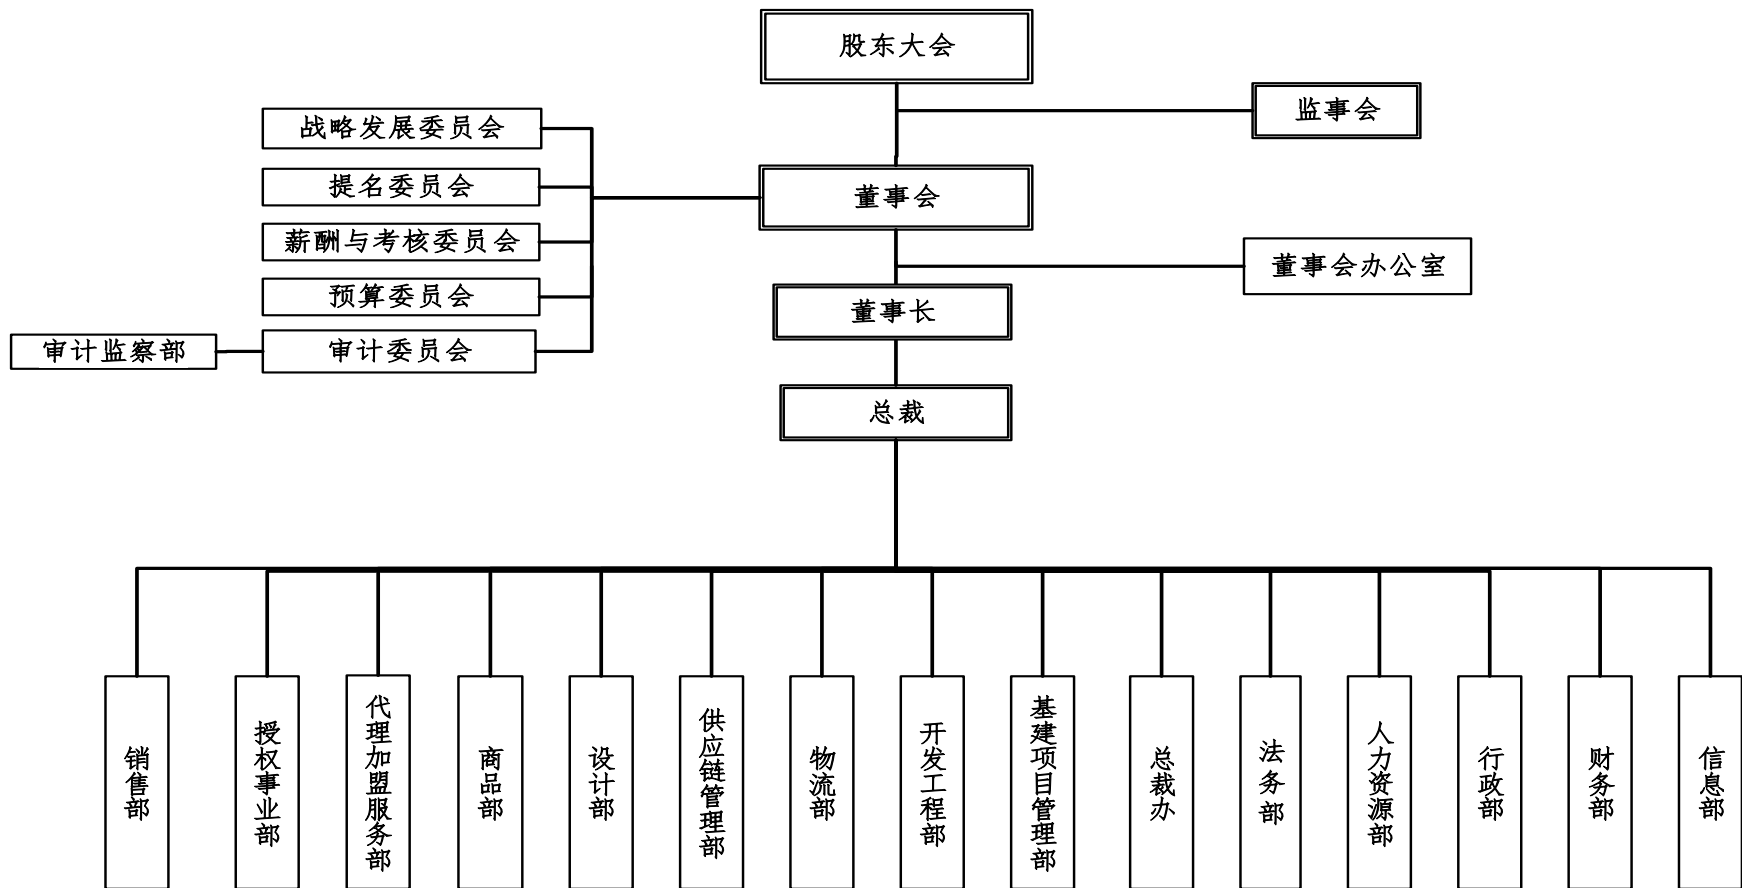 股东大会
监事会
战略发展委员会
提名委员会
董事会
薪酬与考核委员会
董事会办公室
预算委员会
董事长
审计监察部
审计委员会
总裁
销售部
授权事业部
代理加盟服务部
商品部
设计部
供应链管理部
物流部
开发工程部
基建项目管理部
总裁办
法务部
人力资源部
行政部
财务部
信息部